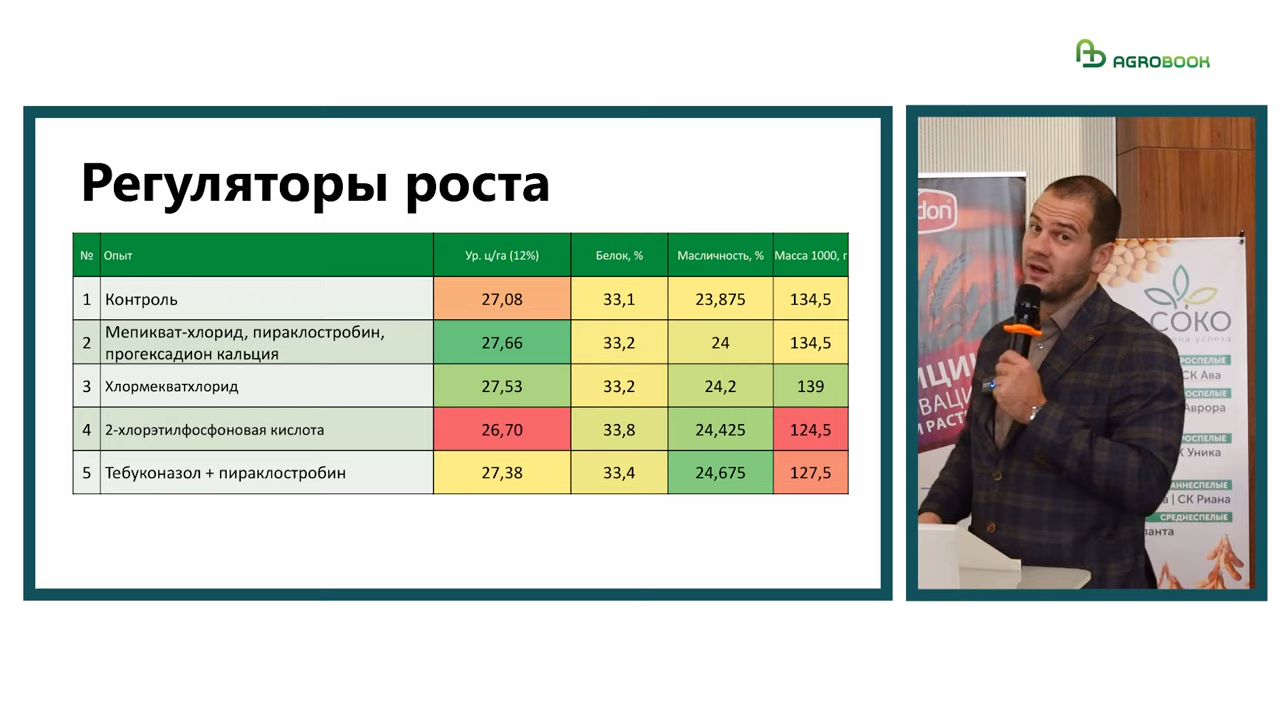 AGROBOOK
Регуляторы роста
№ Опыт Ур. ц/га (12%) Белок, % Масличность, % Масса 1000, г
1 Контроль 27,08 33,1 23,875 134,5
2 Мепикват-хлорид, пираклостробин,
прогексадион кальция 27,66 33,2 24 134,5
3 Хлормекватхлорид 27,53 33,2 24,2 139
4 2-хлорэтилфосфоновая кислота 26,70 33,8 24,425 124,5
5 Тебуконазол + пираклостробин 27,38 33,4 24,675 127,5
don
СОКО
СК Ава
Аврора
Уника
СК Риана
СРЕДНЕСПЕЛЫЕ